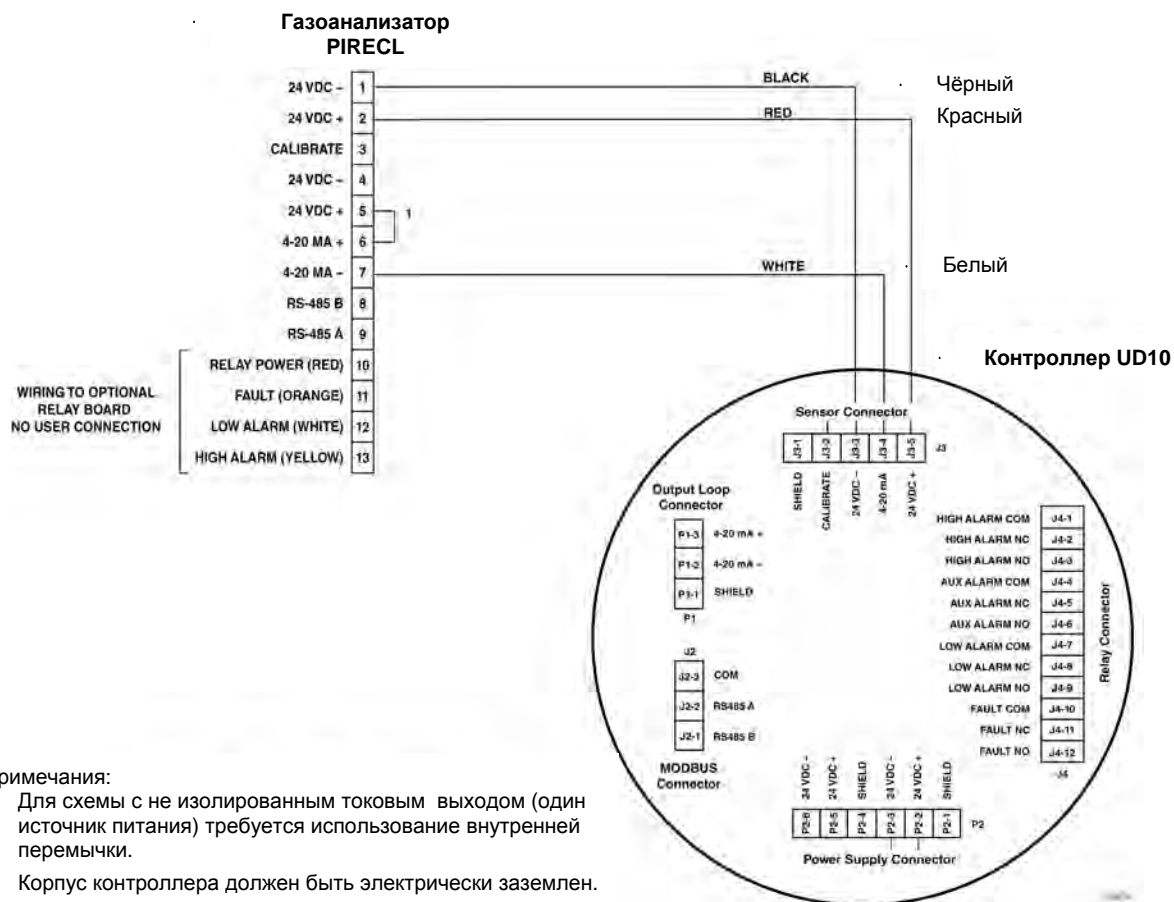 Газоанализатор
PIRECL
24 VDC – 1
24 VDC + 2
CALIBRATE 3
24 VDC – 4
24 VDC + 5
4-20 MA + 6
4-20 MA – 7
RS-485 B 8
RS-485 A 9
RELAY POWER (RED) 10
FAULT (ORANGE) 11
LOW ALARM (WHITE) 12
HIGH ALARM (YELLOW) 13
1
WIRING TO OPTIONAL
RELAY BOARD
NO USER CONNECTION
BLACK
Чёрный
RED
Красный
WHITE
Белый
Контроллер UD10
Sensor Connector
J3-1 J3-2 J3-3 J3-4 J3-5 J3
SHIELD
CALIBRATE
24 VDC –
4-20 mA
24 VDC +
Output Loop
Connector
P1-3 4-20 mA +
P1-2 4-20 mA –
P1-1 SHIELD
P1
J2
J2-3 COM
J2-2 RS485 A
J2-1 RS485 B
MODBUS
Connector
HIGH ALARM COM J4-1
HIGH ALARM NC J4-2
HIGH ALARM NO J4-3
AUX ALARM COM J4-4
AUX ALARM NC J4-5
AUX ALARM NO J4-6
LOW ALARM COM J4-7
LOW ALARM NC J4-8
LOW ALARM NO J4-9
FAULT COM J4-10
FAULT NC J4-11
FAULT NO J4-12
J4
Relay Connector
24 VDC –
24 VDC +
SHIELD
24 VDC –
24 VDC +
SHIELD
P2-6 P2-5 P2-4 P2-3 P2-2 P2-1 P2
Power Supply Connector
римечания:
Для схемы с не изолированным токовым выходом (один
источник питания) требуется использование внутренней
перемычки.
Корпус контроллера должен быть электрически заземлен.